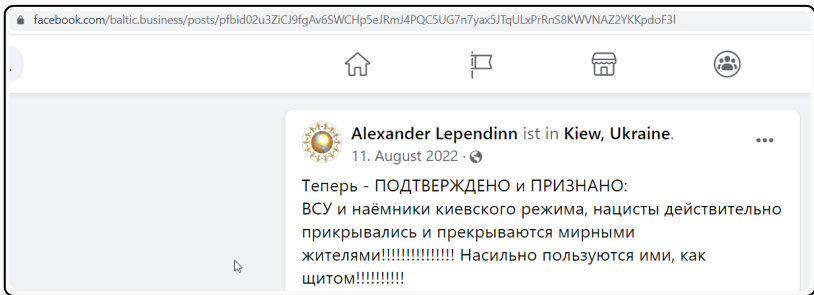 facebook.com/baltic.business/posts/pfbid02u3ZiCJ9fgAv6SWCHp5eJRmJ4PQC5UG7n7yax5JTqULxPrRnS8KWVNAZ2YKKpdoF3l
Alexander Lependinn ist in Kiew, Ukraine.
11. August 2022 ·
Теперь - ПОДТВЕРЖДЕНО и ПРИЗНАНО:
ВСУ и наёмники киевского режима, нацисты действительно
прикрывались и прекрываются мирными
жителями!!!!!!!!!!!!!!! Насильно пользуются ими, как
щитом!!!!!!!!!!